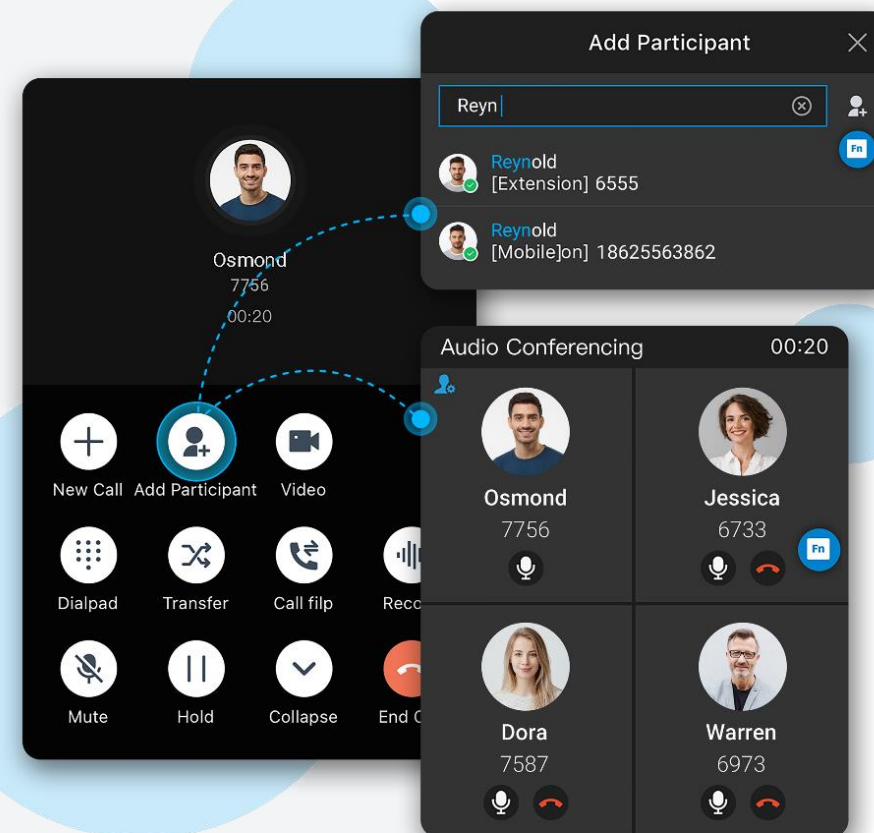 Osmond
7756
00:20
New Call
Add Participant
Video
Dialpad
Transfer
Call filp
Reco
Mute
Hold
Collapse
End C
Add Participant
Reyn
Fn
Reynold
[Extension] 6555
Reynold
[Mobile]on] 18625563862
Audio Conferencing 00:20
Osmond
7756
Jessica
6733
Fn
Dora
7587
Warren
6973